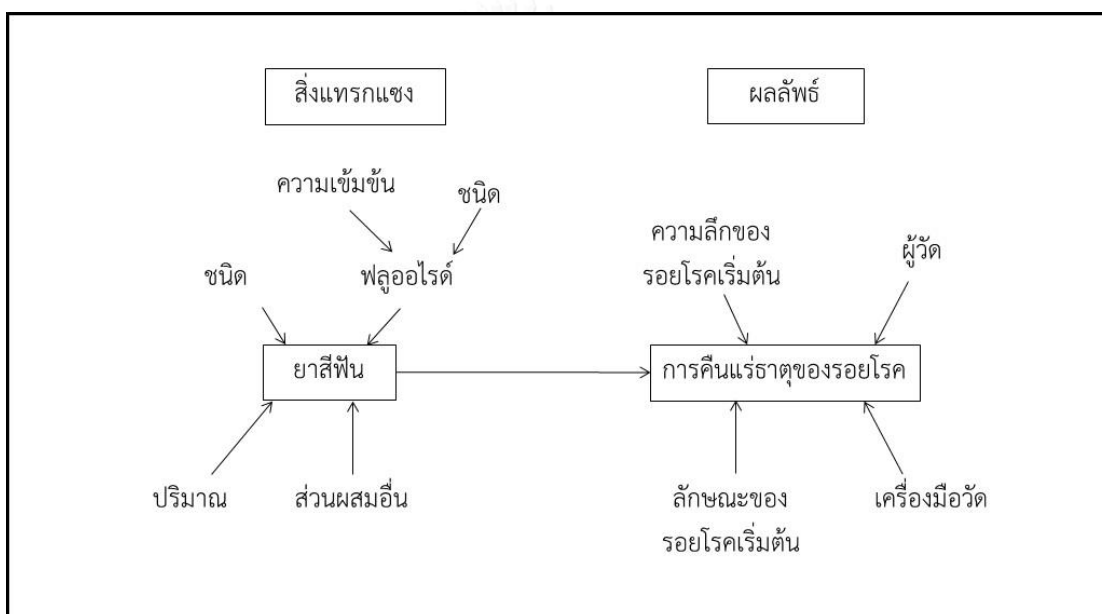 สิ่งแทรกแซง
ผลลัพธ์
ความเข้มข้น
ชนิด
ความลึกของ
รอยโรคเริ่มต้น
ผู้วัด
ชนิด
ฟลูออไรด์
ยาสีฟัน
การคืนแร่ธาตุของรอยโรค
ปริมาณ
ส่วนผสมอื่น
ลักษณะของ
รอยโรคเริ่มต้น
เครื่องมือวัด